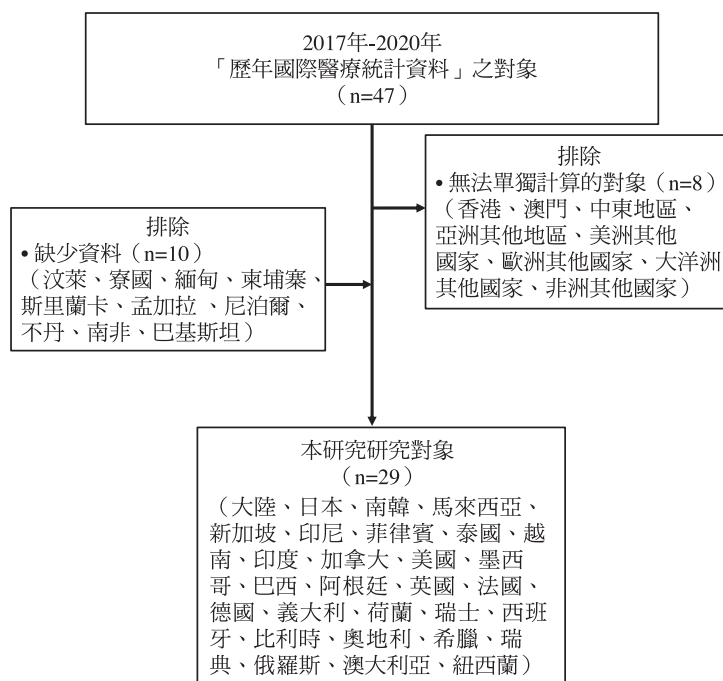 2017年-2020年
「歷年國際醫療統計資料」之對象
（n=47）
排除
• 無法單獨計算的對象（n=8）
（香港、澳門、中東地區、
亞洲其他地區、美洲其他
國家、歐洲其他國家、大洋洲
其他國家、非洲其他國家）
排除
• 缺少資料（n=10）
（汶萊、寮國、緬甸、柬埔寨、
斯里蘭卡、孟加拉 、尼泊爾、
不丹、南非、巴基斯坦）
本研究研究對象
（n=29）
（大陸、日本、南韓、馬來西亞、
新加坡、印尼、菲律賓、泰國、越
南、印度、加拿大、美國、墨西
哥、巴西、阿根廷、英國、法國、
德國、義大利、荷蘭、瑞士、西班
牙、比利時、奧地利、希臘、瑞
典、俄羅斯、澳大利亞、紐西蘭）